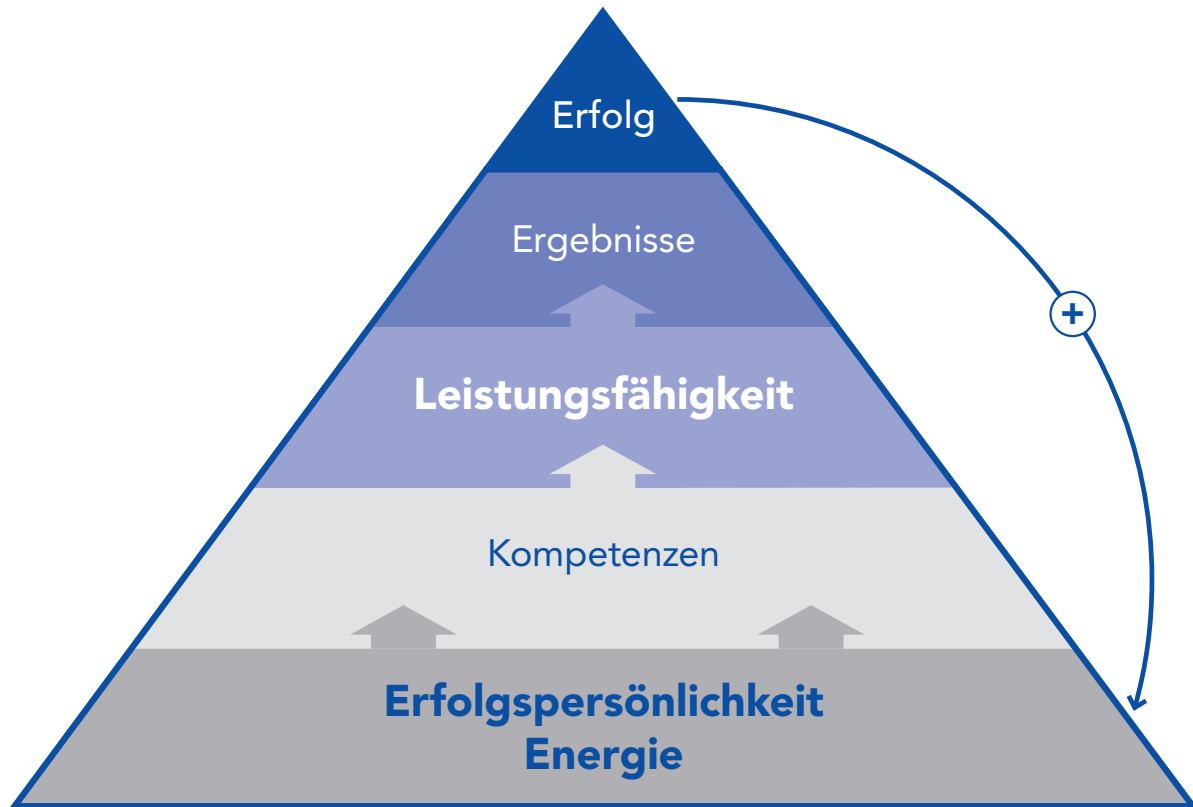 Erfolg
Ergebnisse
+
Leistungsfähigkeit
Kompetenzen
Erfolgspersönlichkeit
Energie